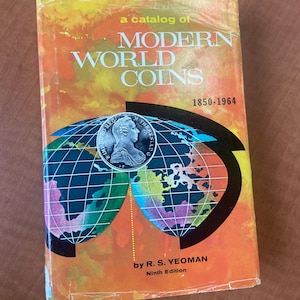 a catalog of
MODERN
WORLD
COINS
1850-1964
by R. S. YEOMAN
Ninth Edition